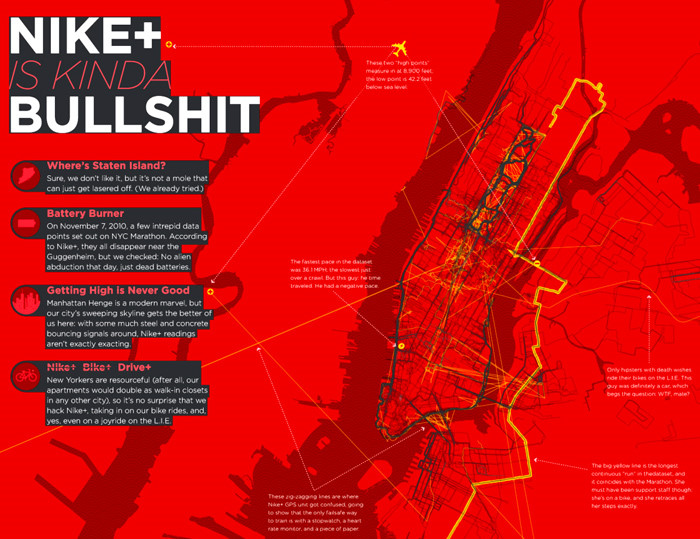 NIKE+
IS KINDA
BULLSHIT
These two "high points"
measure in at 8,900 feet;
the low point is 42.2 feet
below sea level.
Where's Staten Island?
Sure, we don't like it, but it's not a mole that
can just get lasered off. (We already tried.)
Battery Burner
On November 7, 2010, a few intrepid data
points set out on NYC Marathon. According
to Nike+, they all disappear near the
Guggenheim, but we checked: No alien
abduction that day, just dead batteries.
The fastest pace in the dataset
was 36.1 MPH; the slowest just
over a crawl. But this guy, he time
traveled. He had a negative pace.
Getting High is Never Good
Manhattan Henge is a modern marvel, but
our city's sweeping skyline gets the better of
us here: with some much steel and concrete
bouncing signals around, Nike+ readings
aren't exactly exacting.
Nike+ Bike+ Drive+
New Yorkers are resourceful (after all, our
apartments would double as walk-in closets
in any other city), so it's no surprise that we
hack Nike+, taking in on our bike rides, and,
yes, even on a joyride on the L.I.E.
Only hipsters with death wishes
ride their bikes on the L.I.E. This
guy was definitely a car, which
begs the question: WTF, mate?
The big yellow line is the longest
continuous "run" in thedataset, and
it coincides with the Marathon. She
must have been support staff though:
she's on a bike, and she retraces all
her steps exactly.
These zig-zagging lines are where
Nike+ GPS unit got confused, going
to show that the only failsafe way
to train is with a stopwatch, a heart
rate monitor, and a piece of paper.